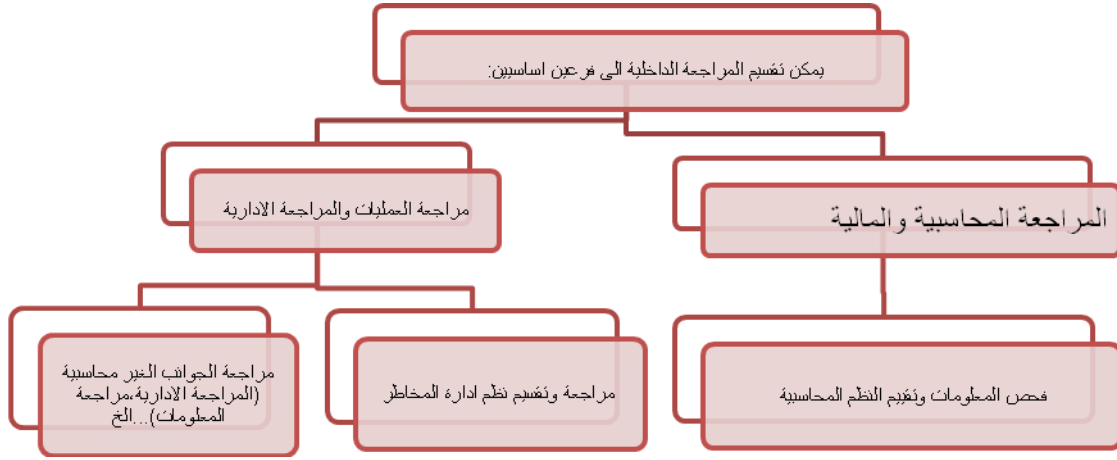 يمكن تقسيم المراجعة الداخلية الى فرعين اساسيين:
المراجعة المحاسبية والمالية
مراجعة العمليات والمراجعة الادارية
فحص المعلومات وتقييم النظم المحاسبية
مراجعة وتقسيم نظم ادارة المخاطر
مراجعة الجوانب الغير محاسبية
(المراجعة الادارية،مراجعة
المعلومات)...الخ